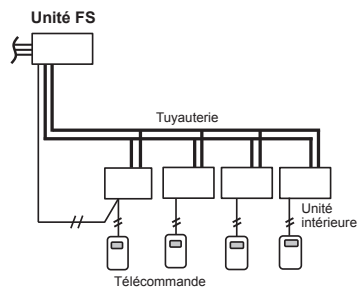 Unité FS
Tuyauterie
Unité
intérieure
Télécommande